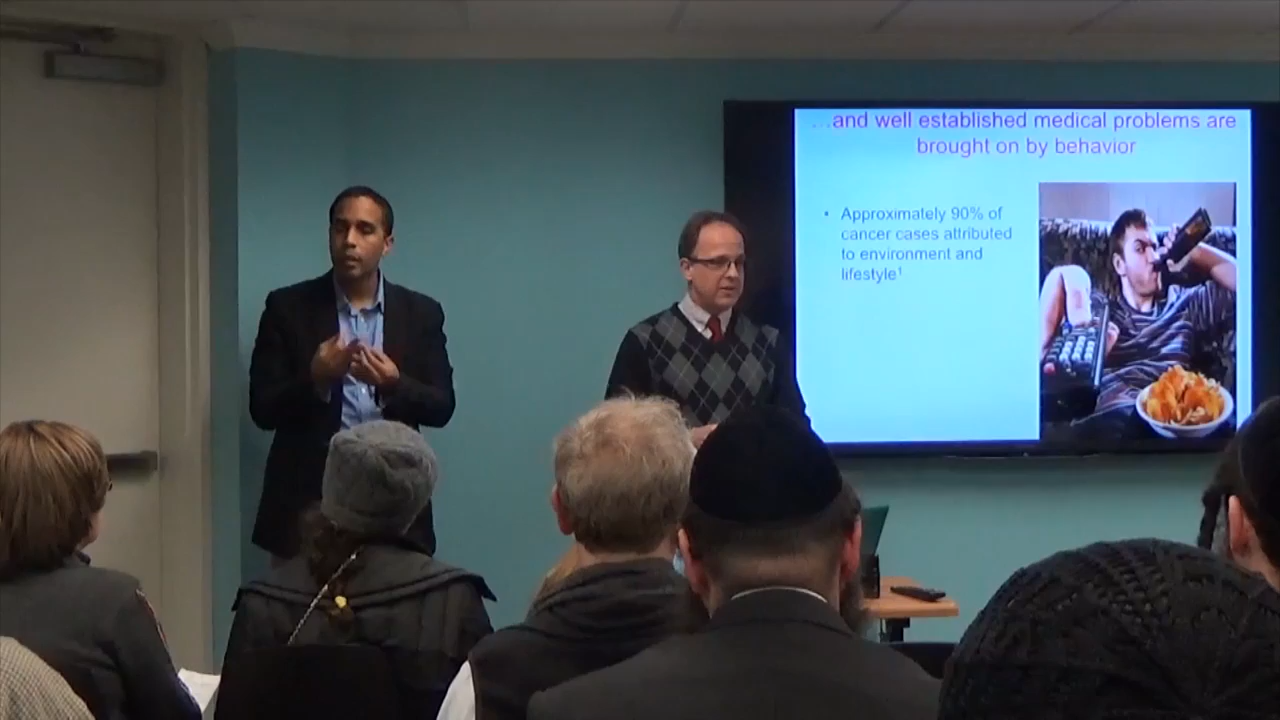 ...and well established medical problems are
brought on by behavior
• Approximately 90% of
cancer cases attributed
to environment and
lifestyle¹